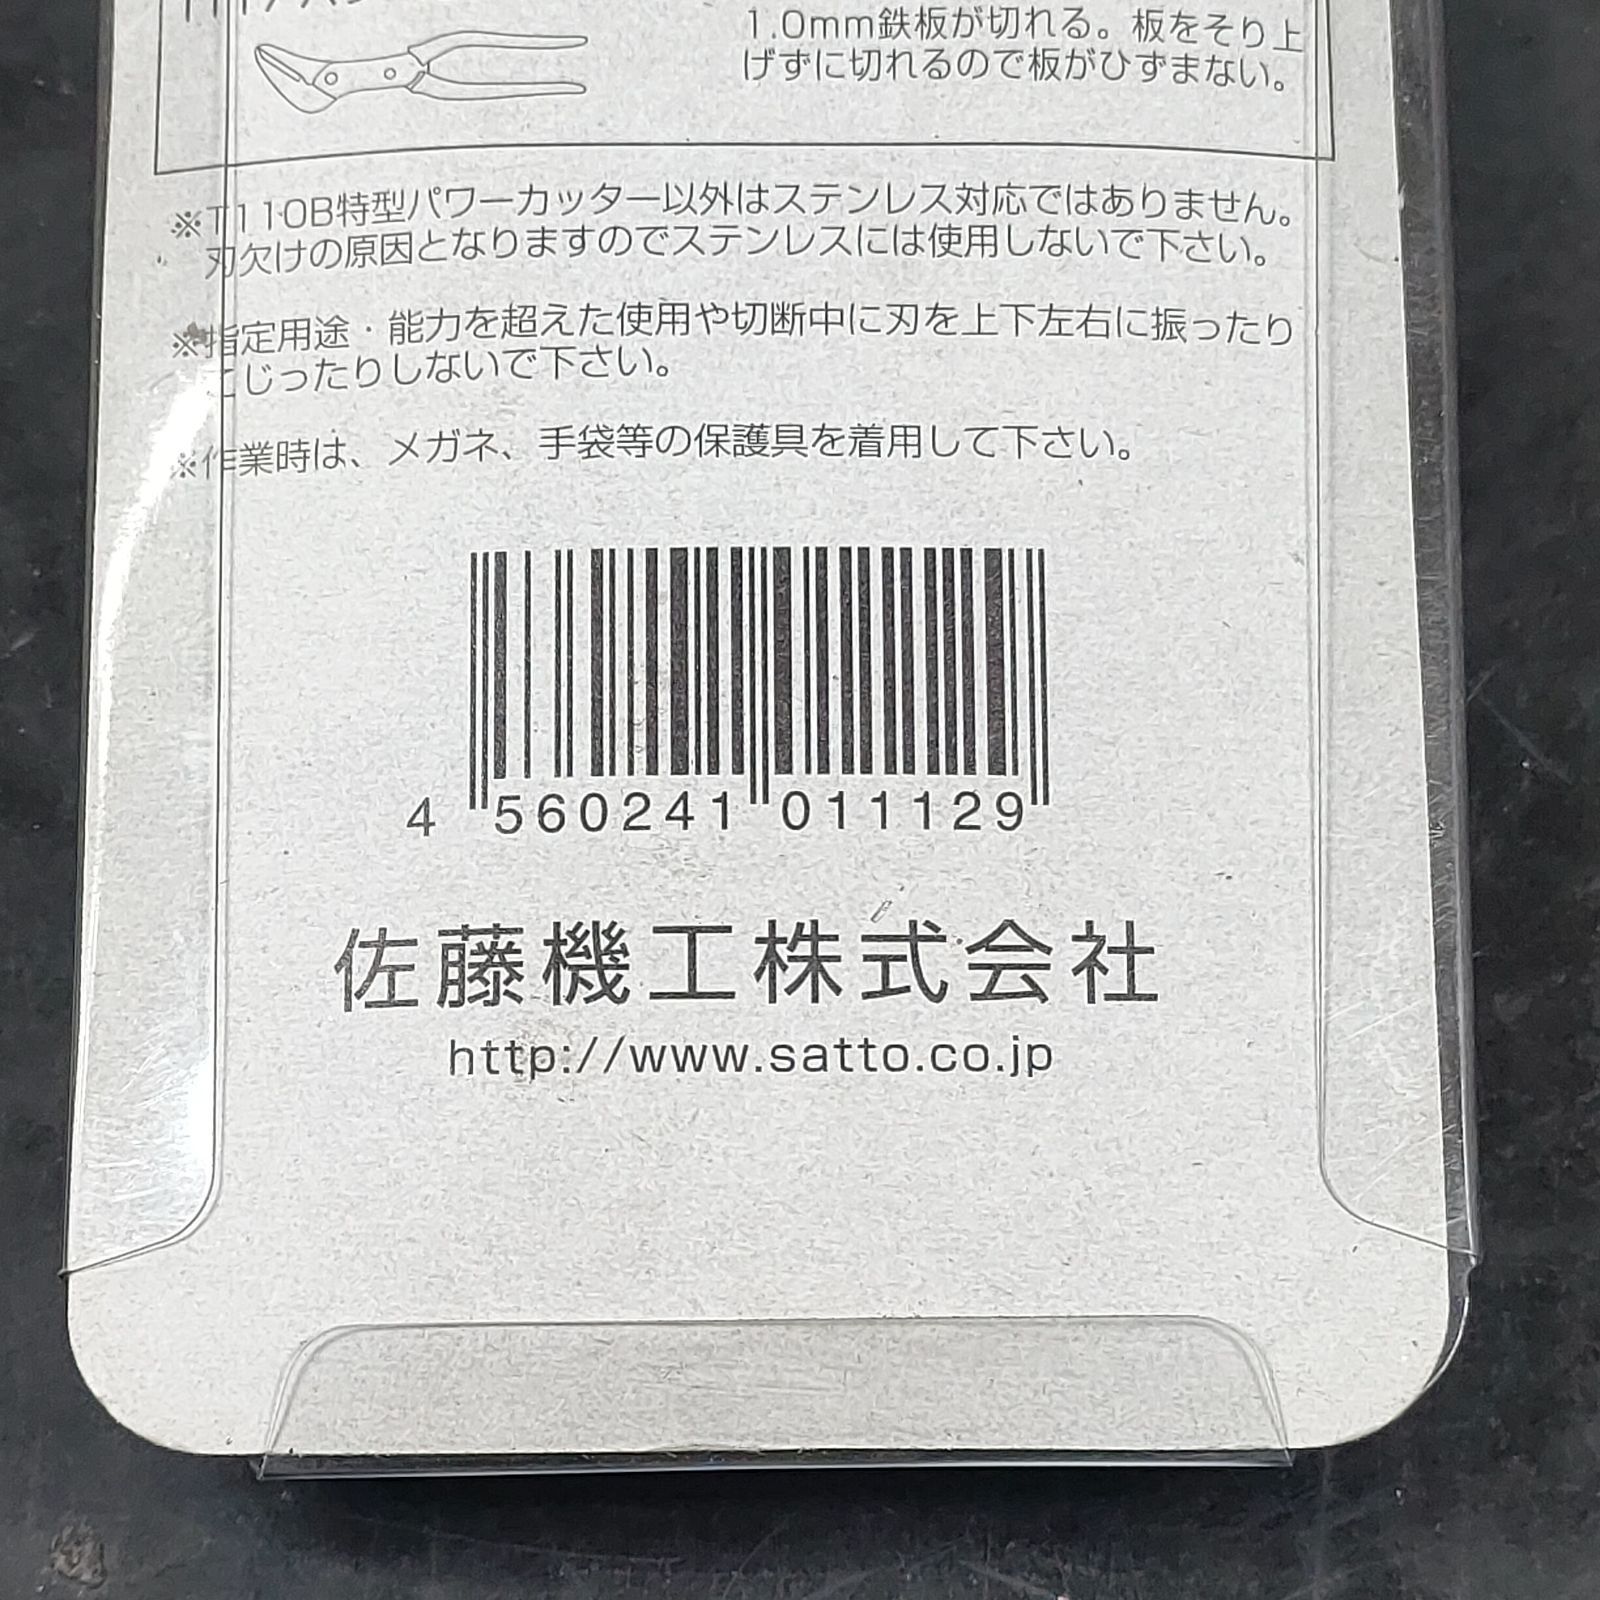 1.0mm鉄板が切れる。板をそり上
げずに切れるので板がひずまない。
※T110B特型パワーカッター以外はステンレス対応ではありません。
刃欠けの原因となりますのでステンレスには使用しないで下さい。
※指定用途・能力を超えた使用や切断中に刃を上下左右に振ったり
こじったりしないで下さい。
※作業時は、メガネ、手袋等の保護具を着用して下さい。
4 560241 011129
佐藤機工株式会社
http://www.satto.co.jp